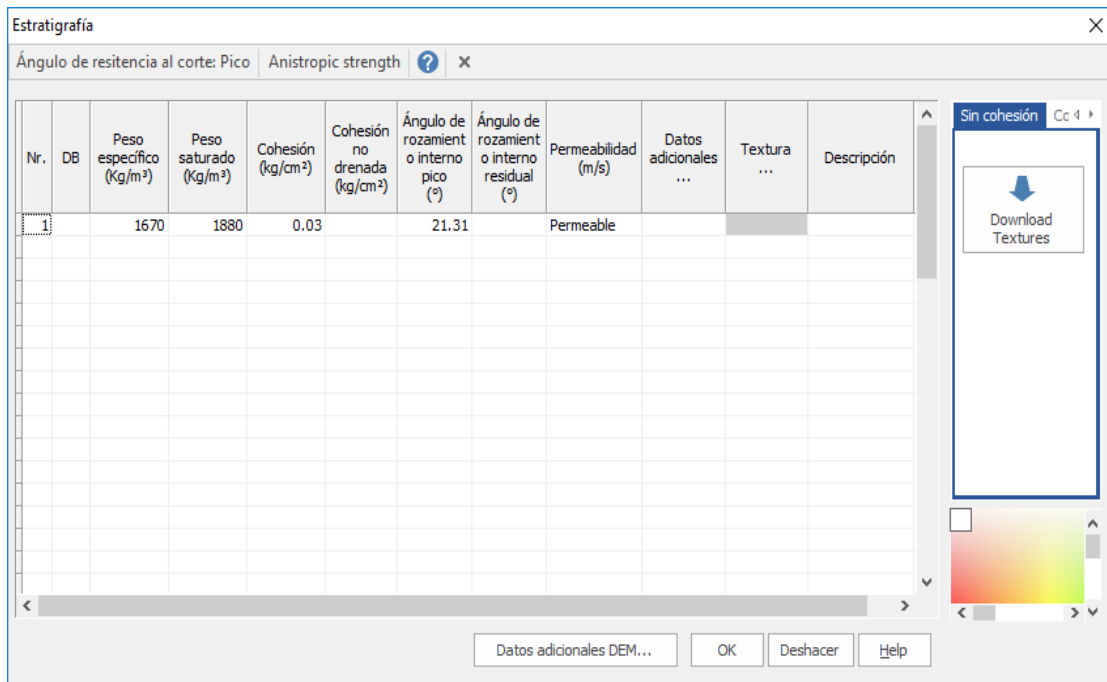 Estratigrafía
Ángulo de resitencia al corte: Pico Anistropic strength ?
Nr.
DB
Peso
específico
(Kg/m³)
Peso
saturado
(Kg/m³)
Cohesión
(kg/cm²)
Cohesión
no
drenada
(kg/cm²)
Ángulo de
rozamient
o interno
pico
(°)
Ángulo de
rozamient
o interno
residual
(°)
Permeabilidad
(m/s)
Datos
adicionales
...
Textura
...
Descripción
1 1670 1880 0.03 21.31 Permeable
Sin cohesión Cc
Download
Textures
Datos adicionales DEM... OK Deshacer Help